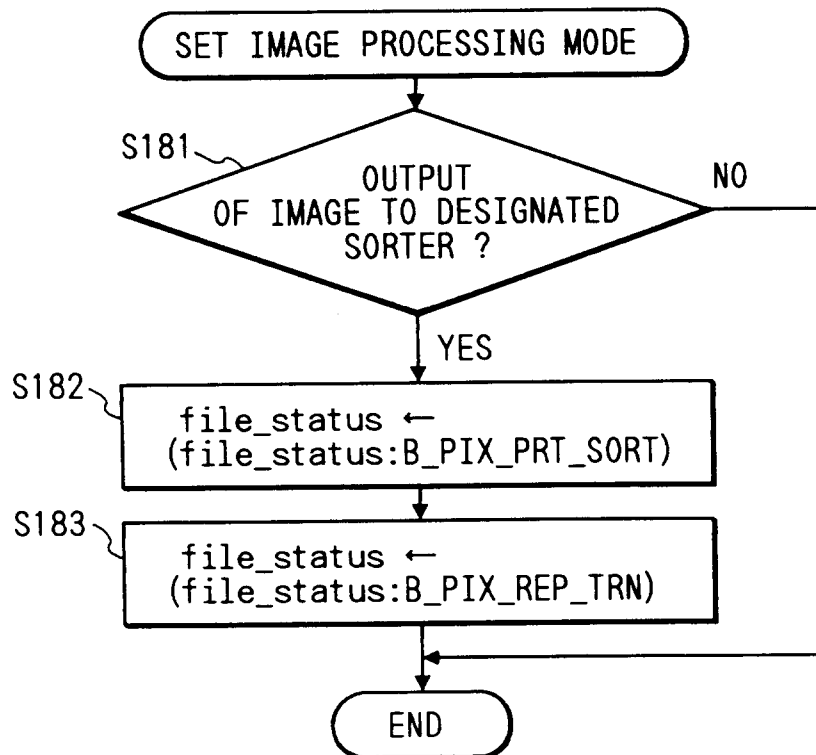 SET IMAGE PROCESSING MODE
S181
OUTPUT
OF IMAGE TO DESIGNATED
SORTER ?
NO
YES
S182
file_status ←
(file_status:B_PIX_PRT_SORT)
S183
file_status ←
(file_status:B_PIX_REP_TRN)
END